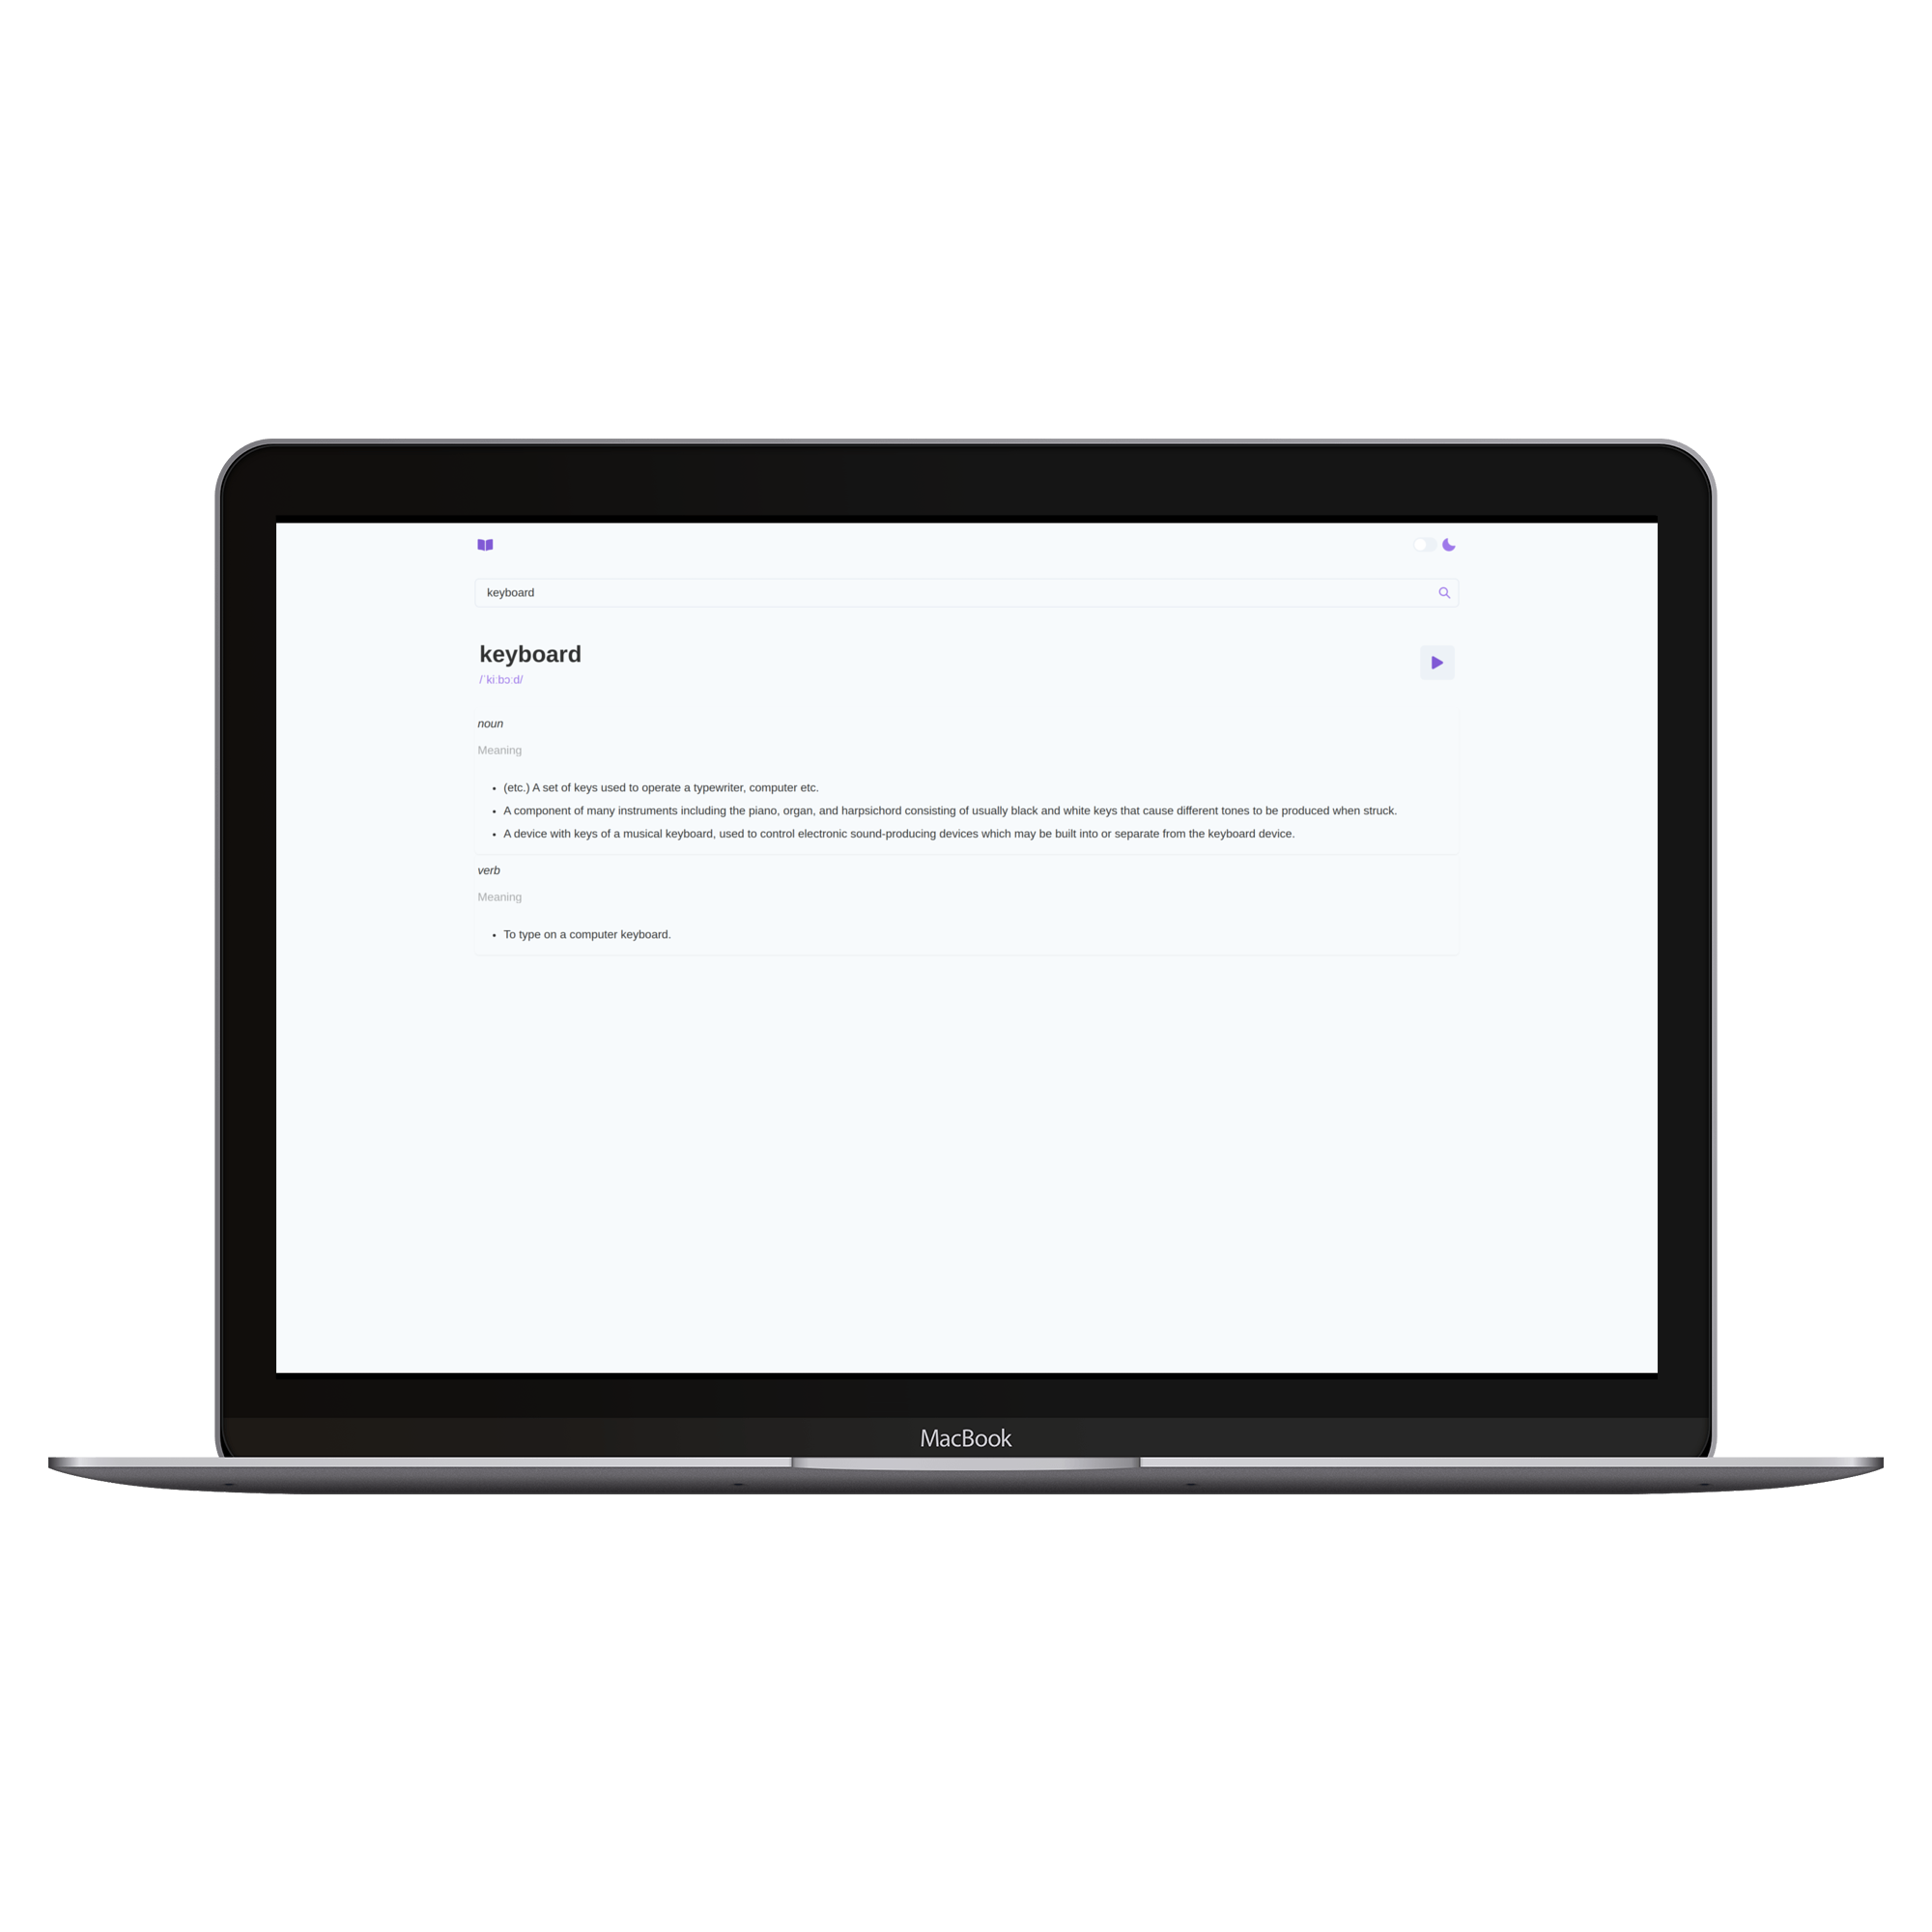 keyboard
keyboard
/ˈkiːbɔːd/
noun
Meaning
(etc.) A set of keys used to operate a typewriter, computer etc.
A component of many instruments including the piano, organ, and harpsichord consisting of usually black and white keys that cause different tones to be produced when struck.
A device with keys of a musical keyboard, used to control electronic sound-producing devices which may be built into or separate from the keyboard device.
verb
Meaning
To type on a computer keyboard.
MacBook